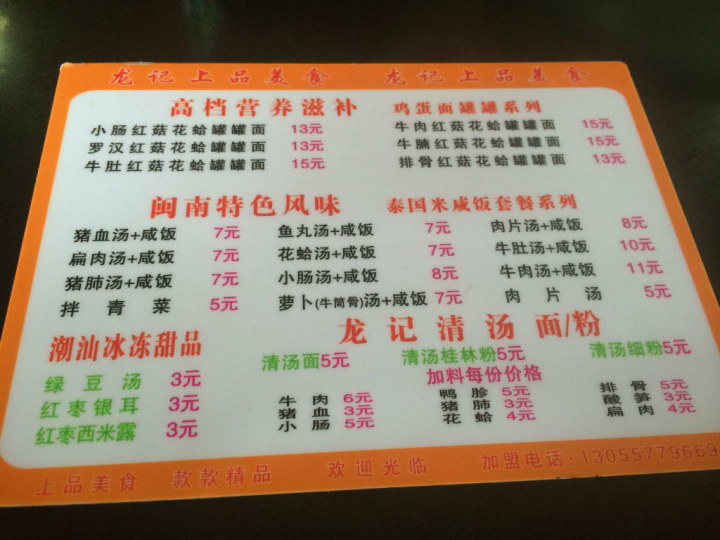 龙记上品美食 龙记上品美食
高档营养滋补 鸡蛋面罐罐系列
小肠红菇花蛤罐罐面 13元 牛肉红菇花蛤罐罐面 15元
罗汉红菇花蛤罐罐面 13元 牛腩红菇花蛤罐罐面 15元
牛肚红菇花蛤罐罐面 15元 排骨红菇花蛤罐罐面 13元
闽南特色风味 泰国米咸饭套餐系列
猪血汤+咸饭 7元 鱼丸汤+咸饭 7元 肉片汤+咸饭 8元
扁肉汤+咸饭 7元 花蛤汤+咸饭 7元 牛肚汤+咸饭 10元
猪肺汤+咸饭 7元 小肠汤+咸饭 8元 牛肉汤+咸饭 11元
拌青菜 5元 萝卜(牛筒骨)汤+咸饭 7元 肉片汤 5元
潮汕冰冻甜品 龙记清汤 面/粉
清汤面5元 清汤桂林粉5元 清汤细粉5元
加料每份价格
绿豆汤 3元 牛肉 6元 鸭胗 5元 排骨 5元
红枣银耳 3元 猪血 3元 猪肺 3元 酸笋 3元
红枣西米露 3元 小肠 5元 花蛤 4元 扁肉 4元
上品美食 款款精品 欢迎光临 加盟电话:13055779669